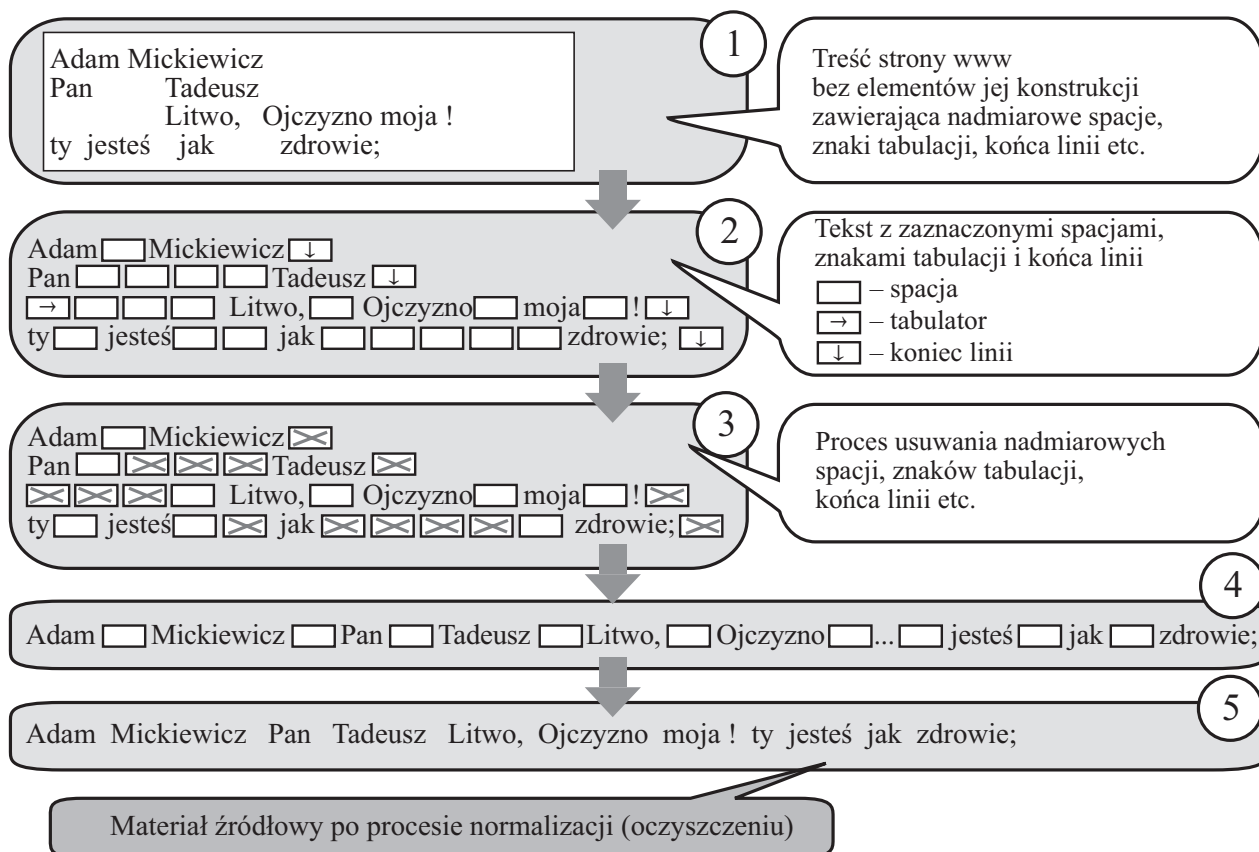 1
Adam Mickiewicz
Pan Tadeusz
Litwo, Ojczyzno moja !
ty jesteś jak zdrowie;
Treść strony www
bez elementów jej konstrukcji
zawierająca nadmiarowe spacje,
znaki tabulacji, końca linii etc.
2
Adam Mickiewicz ↓
Pan Tadeusz ↓
→ Litwo, Ojczyzno moja ! ↓
ty jesteś jak zdrowie; ↓
Tekst z zaznaczonymi spacjami,
znakami tabulacji i końca linii
– spacja
→ – tabulator
↓ – koniec linii
3
Adam Mickiewicz
Pan Tadeusz
Litwo, Ojczyzno moja !
ty jesteś jak zdrowie;
Proces usuwania nadmiarowych
spacji, znaków tabulacji,
końca linii etc.
4
Adam Mickiewicz Pan Tadeusz Litwo, Ojczyzno ... jesteś jak zdrowie;
5
Adam Mickiewicz Pan Tadeusz Litwo, Ojczyzno moja ! ty jesteś jak zdrowie;
Materiał źródłowy po procesie normalizacji (oczyszczeniu)